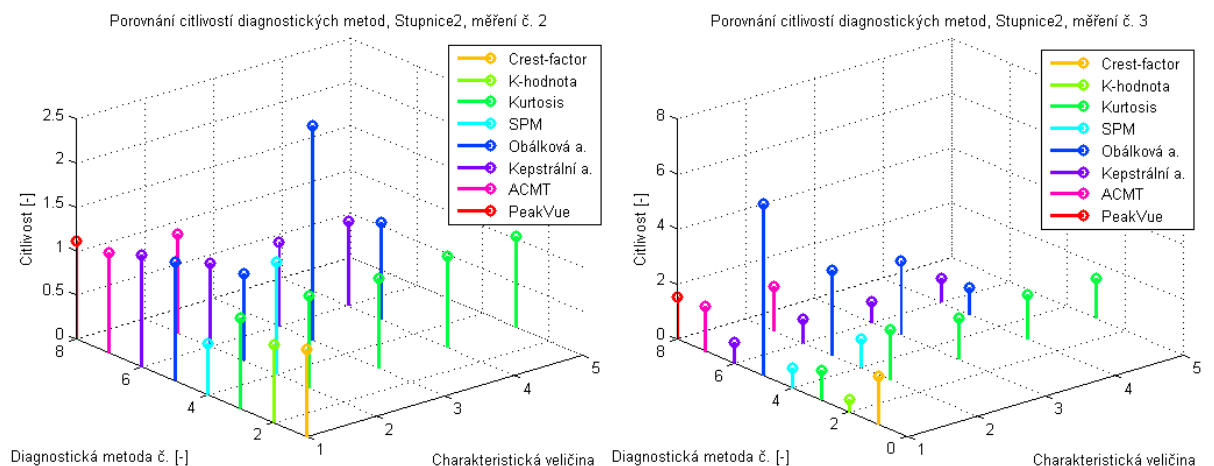 Porovnání citlivostí diagnostických metod, Stupnice2, měření č. 2
Crest-factor
K-hodnota
Kurtosis
SPM
Obálková a.
Kepstrální a.
ACMT
PeakVue
2.5
2
1.5
1
0.5
0
Citlivost [-]
8
6
4
2
1
2
3
4
5
Diagnostická metoda č. [-]
Charakteristická veličina
Porovnání citlivostí diagnostických metod, Stupnice2, měření č. 3
Crest-factor
K-hodnota
Kurtosis
SPM
Obálková a.
Kepstrální a.
ACMT
PeakVue
8
6
4
2
0
Citlivost [-]
8
6
4
2
0
1
2
3
4
5
Diagnostická metoda č. [-]
Charakteristická veličina